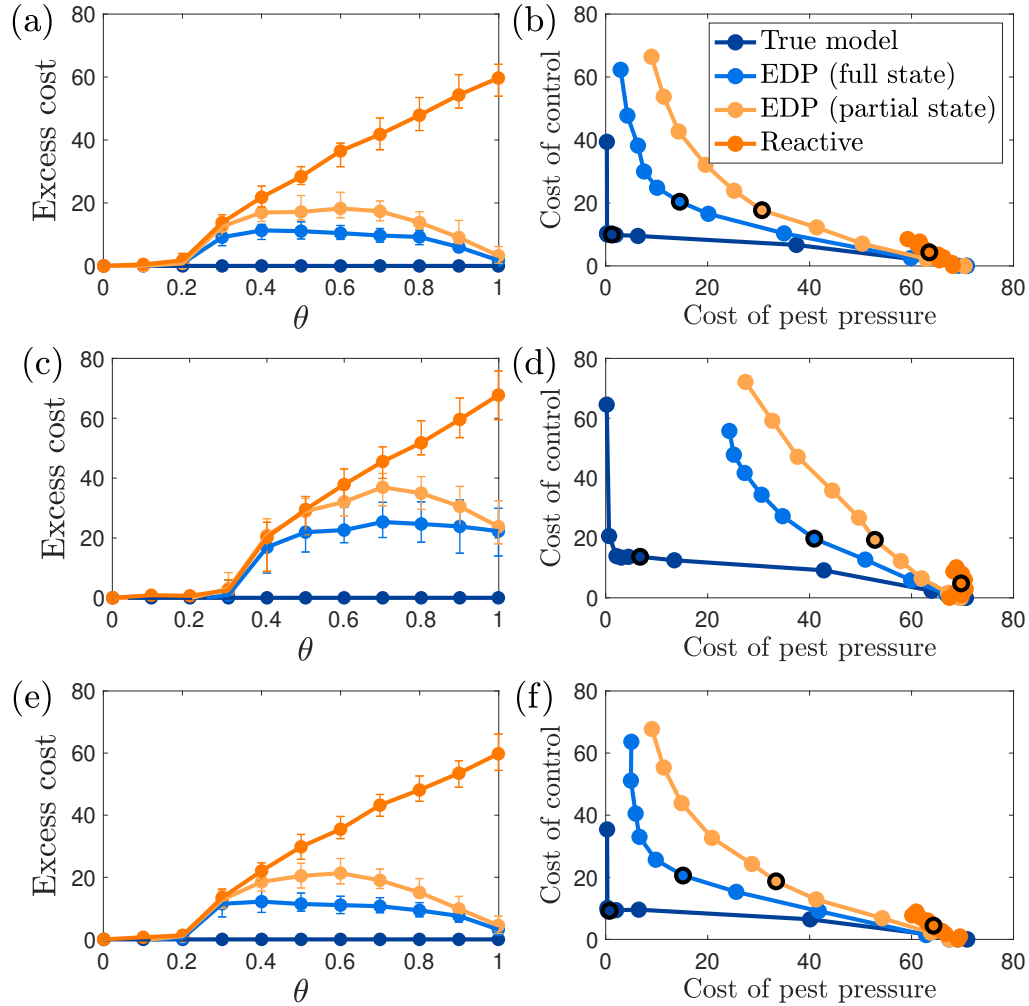 (a)
80
60
40
20
0
Excess cost
0 0.2 0.4 0.6 0.8 1
θ
(b)
80
60
40
20
0
Cost of control
0 20 40 60 80
Cost of pest pressure
True model
EDP (full state)
EDP (partial state)
Reactive
(c)
80
60
40
20
0
Excess cost
0 0.2 0.4 0.6 0.8 1
θ
(d)
80
60
40
20
0
Cost of control
0 20 40 60 80
Cost of pest pressure
(e)
80
60
40
20
0
Excess cost
0 0.2 0.4 0.6 0.8 1
θ
(f)
80
60
40
20
0
Cost of control
0 20 40 60 80
Cost of pest pressure